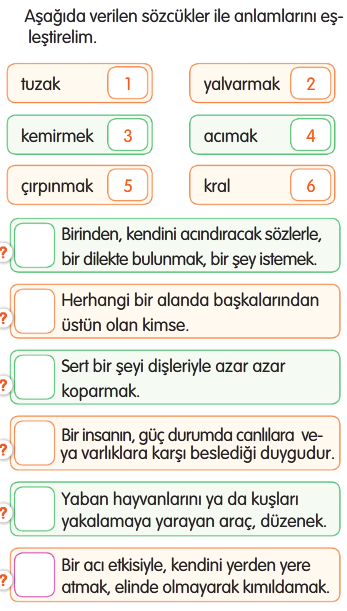 Aşağıda verilen sözcükler ile anlamlarını eş-
leştirelim.
tuzak 1
yalvarmak 2
kemirmek 3
acımak 4
çırpınmak 5
kral 6
? Birinden, kendini acındıracak sözlerle,
bir dilekte bulunmak, bir şey istemek.
? Herhangi bir alanda başkalarından
üstün olan kimse.
? Sert bir şeyi dişleriyle azar azar
koparmak.
? Bir insanın, güç durumda canlılara ve-
ya varlıklara karşı beslediği duygudur.
? Yaban hayvanlarını ya da kuşları
yakalamaya yarayan araç, düzenek.
? Bir acı etkisiyle, kendini yerden yere
atmak, elinde olmayarak kımıldamak.